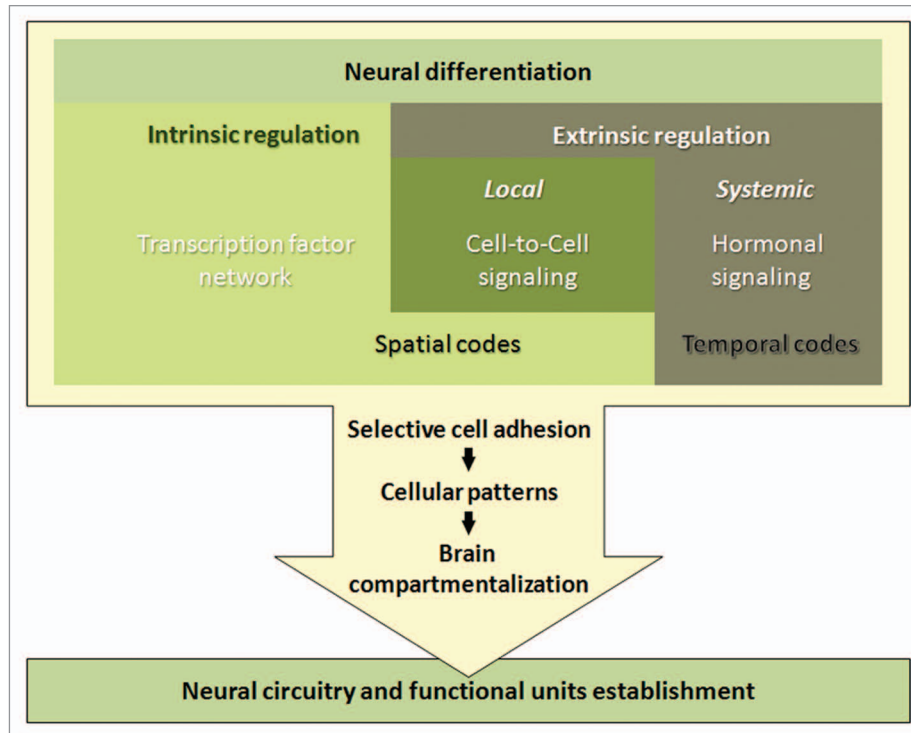 Neural differentiation
Intrinsic regulation
Extrinsic regulation
Local
Systemic
Transcription factor
network
Cell-to-Cell
signaling
Hormonal
signaling
Spatial codes
Temporal codes
Selective cell adhesion
Cellular patterns
Brain
compartmentalization
Neural circuitry and functional units establishment